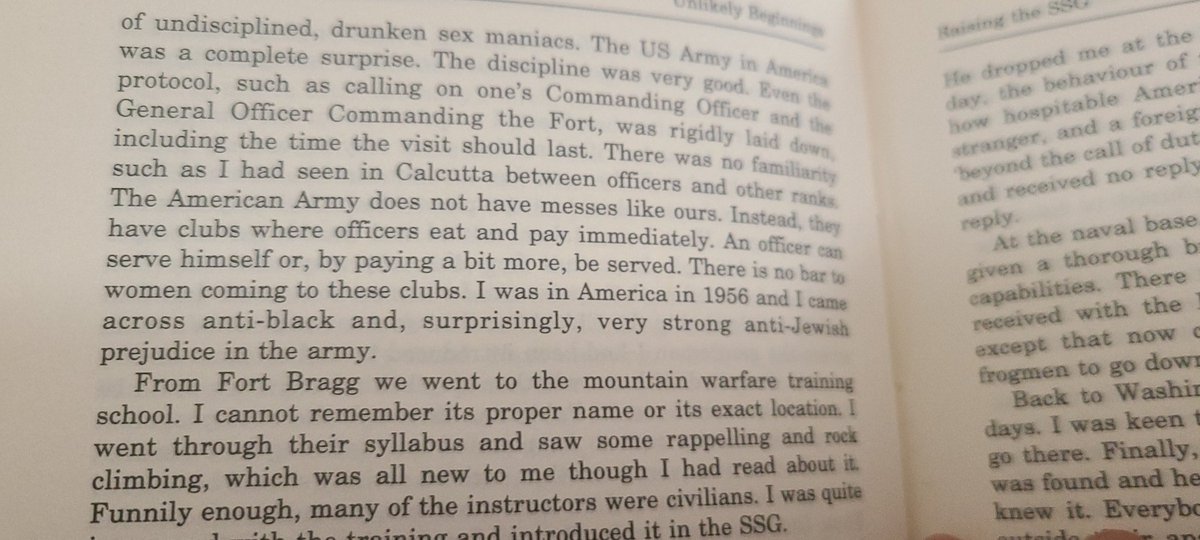 Unlikely Beginnings
of undisciplined, drunken sex maniacs. The US Army in America
was a complete surprise. The discipline was very good. Even the
protocol, such as calling on one's Commanding Officer and the
General Officer Commanding the Fort, was rigidly laid down,
including the time the visit should last. There was no familiarity
such as I had seen in Calcutta between officers and other ranks.
The American Army does not have messes like ours. Instead, they
have clubs where officers eat and pay immediately. An officer can
serve himself or, by paying a bit more, be served. There is no bar to
women coming to these clubs. I was in America in 1956 and I came
across anti-black and, surprisingly, very strong anti-Jewish
prejudice in the army.
From Fort Bragg we went to the mountain warfare training
school. I cannot remember its proper name or its exact location. I
went through their syllabus and saw some rappelling and rock
climbing, which was all new to me though I had read about it.
Funnily enough, many of the instructors were civilians. I was quite
with the training and introduced it in the SSG.
Raising the SSG
He dropped me at the
day, the behaviour of
how hospitable Amer
stranger, and a foreig
'beyond the call of dut
and received no reply
reply.
At the naval base
given a thorough b
capabilities. There
received with the
except that now
frogmen to go down
Back to Washin
days. I was keen t
go there. Finally,
was found and he
knew it. Everybo
outside